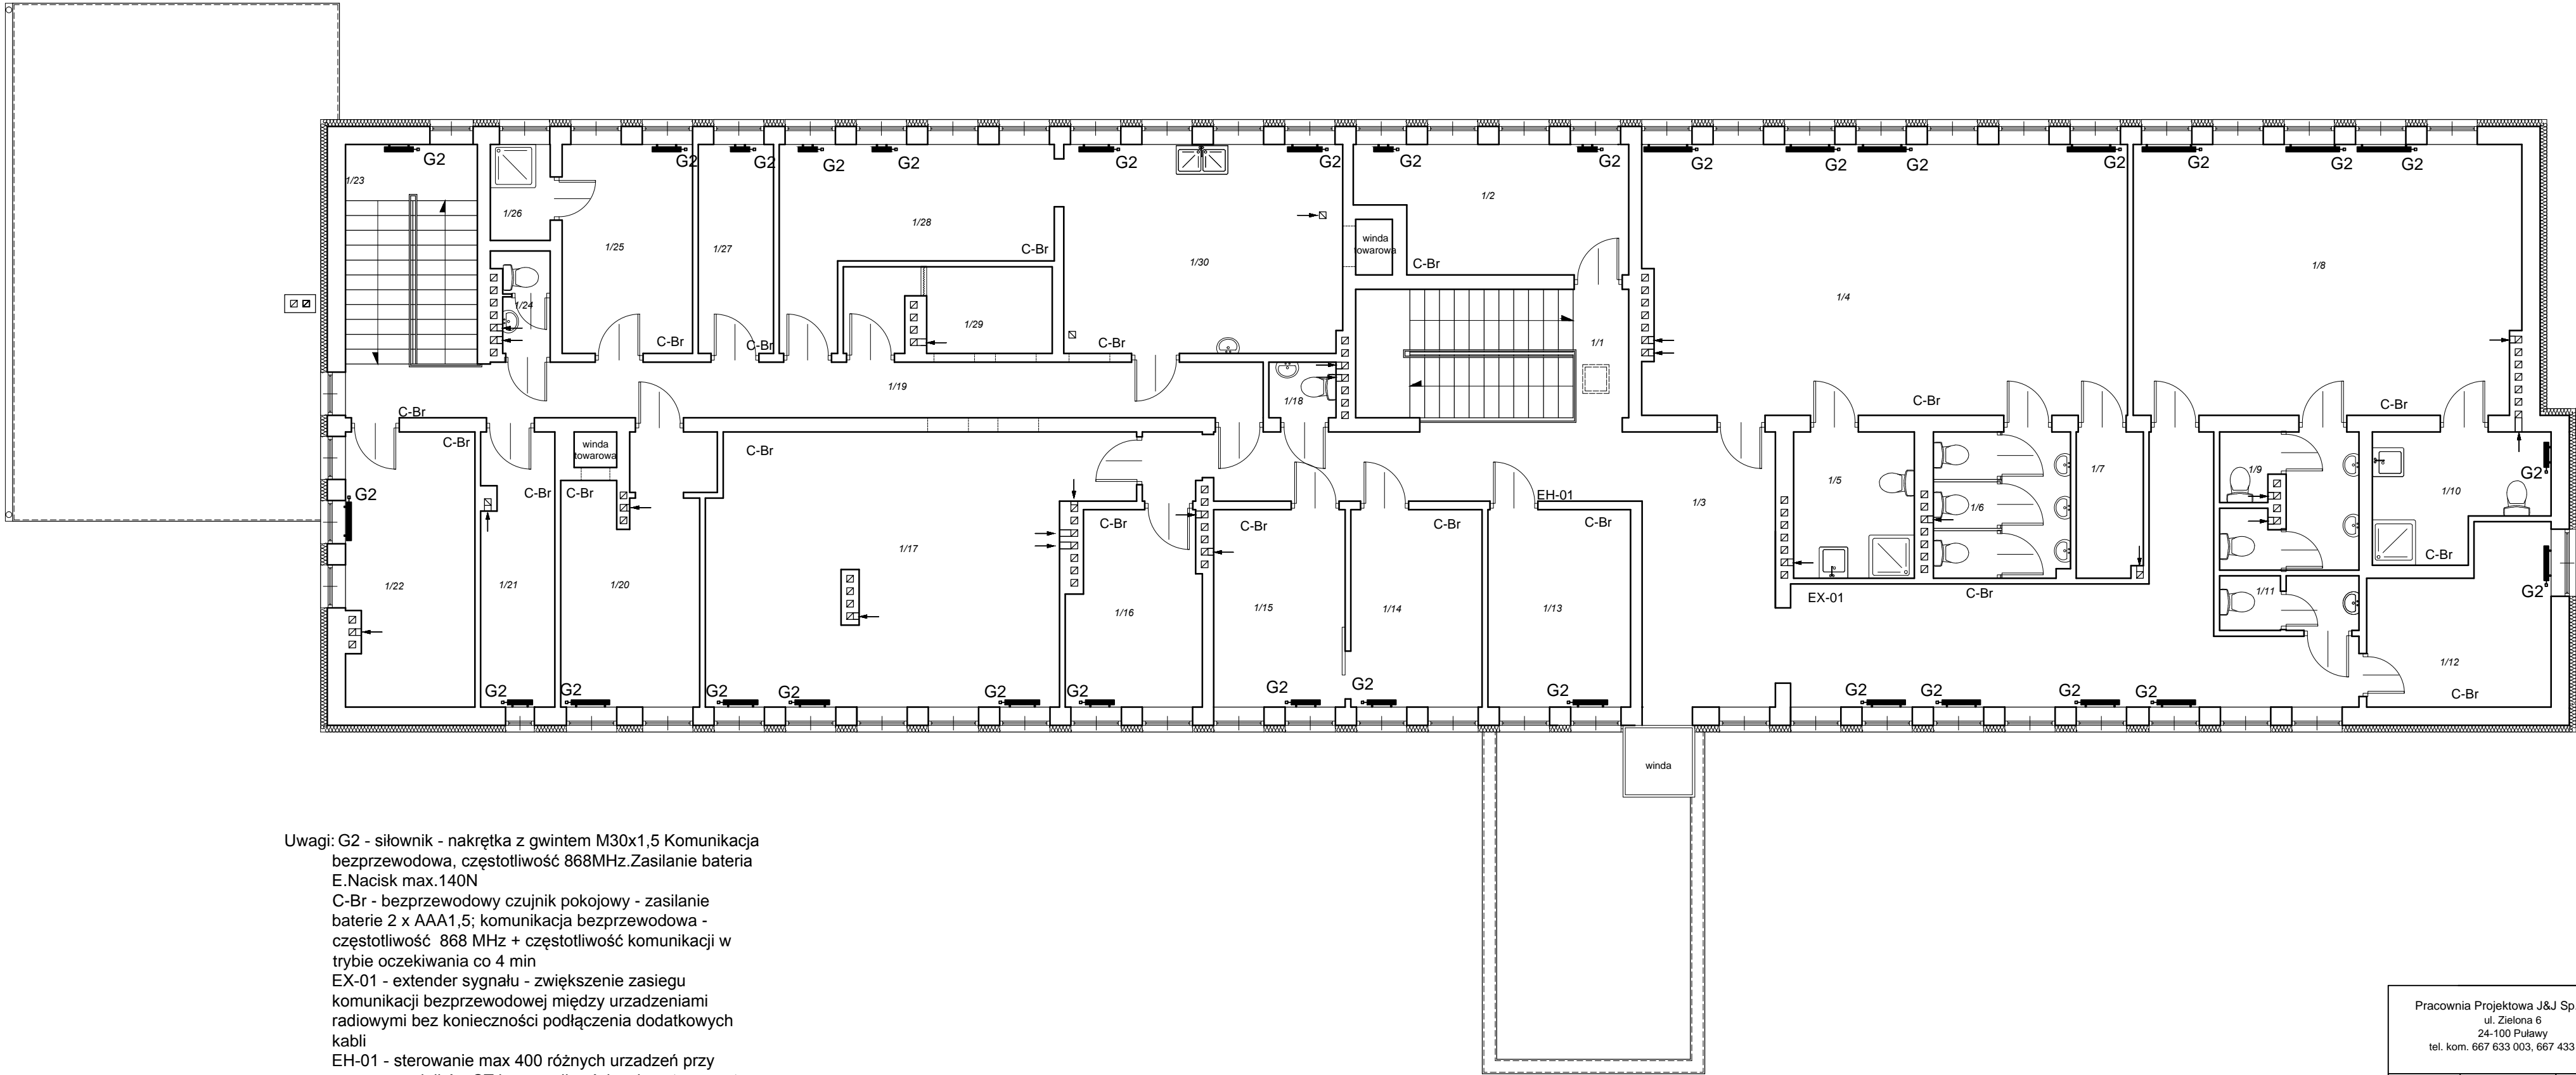 G2 G2 G2 G2 G2 G2 G2 G2 G2 G2 G2 G2 G2 G2 G2 G2
1/23
1/26
1/25
1/27
1/28
C-Br
1/30
winda
towarowa
C-Br
1/2
1/4
1/8
1/24
C-Br
C-Br
1/29
C-Br
1/1
1/19
1/18
C-Br
C-Br
C-Br
C-Br
winda
towarowa
C-Br
C-Br
C-Br
G2
1/22
1/21
1/20
1/17
C-Br
1/16
C-Br
1/15
C-Br
1/14
EH-01
C-Br
1/13
1/3
1/5
1/6
1/7
1/9
1/10
G2
C-Br
G2
EX-01
C-Br
1/11
1/12
C-Br
G2 G2 G2 G2 G2 G2 G2 G2 G2 G2 G2 G2 G2
winda
Uwagi: G2 - siłownik - nakrętka z gwintem M30x1,5 Komunikacja
bezprzewodowa, częstotliwość 868MHz.Zasilanie bateria
E.Nacisk max.140N
C-Br - bezprzewodowy czujnik pokojowy - zasilanie
baterie 2 x AAA1,5; komunikacja bezprzewodowa -
częstotliwość  868 MHz + częstotliwość komunikacji w
trybie oczekiwania co 4 min
EX-01 - extender sygnału - zwiększenie zasiegu
komunikacji bezprzewodowej między urzadzeniami
radiowymi bez konieczności podłączenia dodatkowych
kabli
EH-01 - sterowanie max 400 różnych urzadzeń przy
Pracownia Projektowa J&J Sp.
ul. Zielona 6
24-100 Puławy
tel. kom. 667 633 003, 667 433